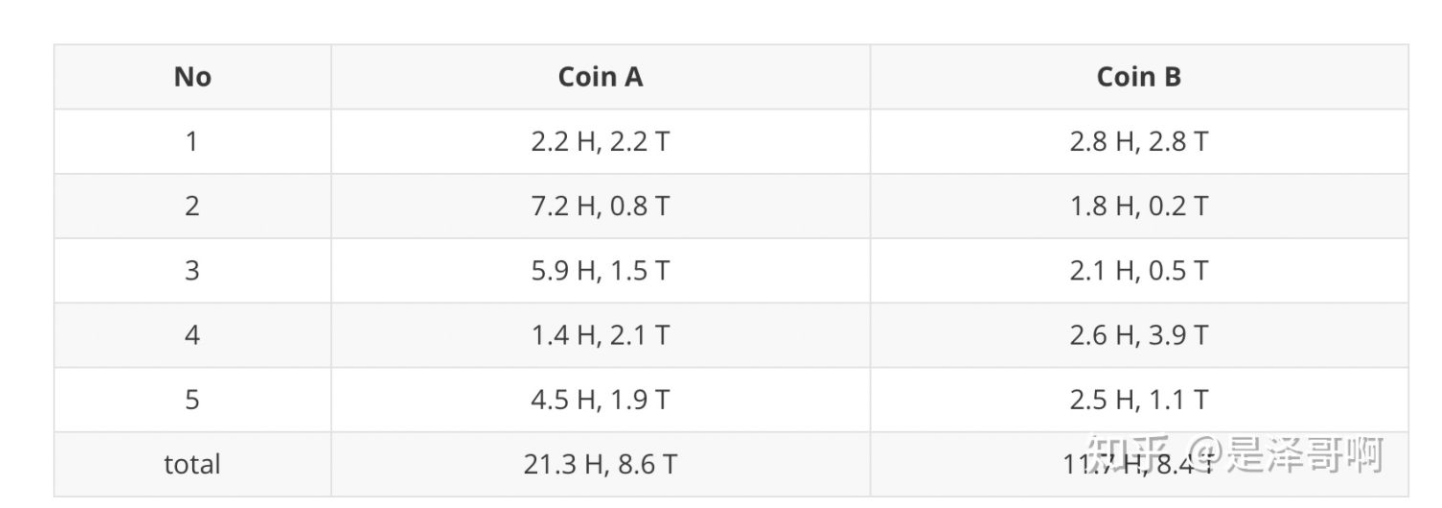 No Coin A Coin B
1 2.2 H, 2.2 T 2.8 H, 2.8 T
2 7.2 H, 0.8 T 1.8 H, 0.2 T
3 5.9 H, 1.5 T 2.1 H, 0.5 T
4 1.4 H, 2.1 T 2.6 H, 3.9 T
5 4.5 H, 1.9 T 2.5 H, 1.1 T
total 21.3 H, 8.6 T 11.7 H, 8.4 T
知乎 @是泽哥啊